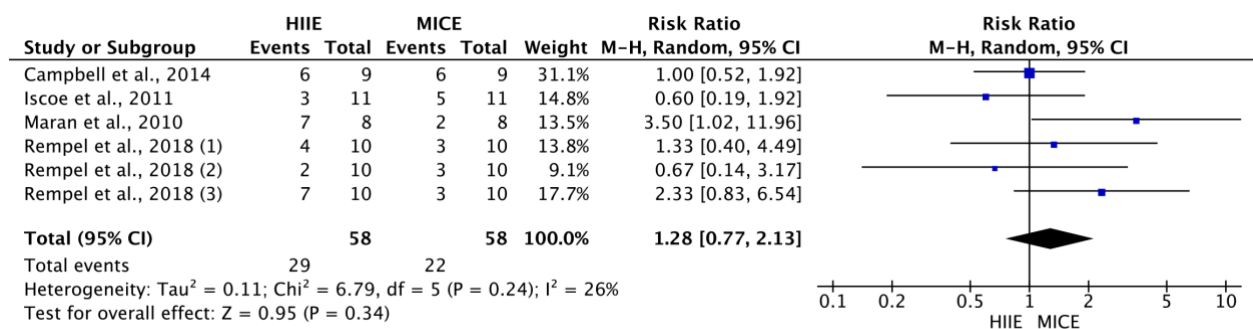 HIIE MICE Risk Ratio Risk Ratio
Study or Subgroup Events Total Events Total Weight M-H, Random, 95% CI M-H, Random, 95% CI
Campbell et al., 2014 6 9 6 9 31.1% 1.00 [0.52, 1.92]
Iscoe et al., 2011 3 11 5 11 14.8% 0.60 [0.19, 1.92]
Maran et al., 2010 7 8 2 8 13.5% 3.50 [1.02, 11.96]
Rempel et al., 2018 (1) 4 10 3 10 13.8% 1.33 [0.40, 4.49]
Rempel et al., 2018 (2) 2 10 3 10 9.1% 0.67 [0.14, 3.17]
Rempel et al., 2018 (3) 7 10 3 10 17.7% 2.33 [0.83, 6.54]
Total (95% CI) 58 58 100.0% 1.28 [0.77, 2.13]
Total events 29 22
Heterogeneity: Tau² = 0.11; Chi² = 6.79, df = 5 (P = 0.24); I² = 26%
Test for overall effect: Z = 0.95 (P = 0.34)
0.1 0.2 0.5 1 2 5 10
HIIE MICE